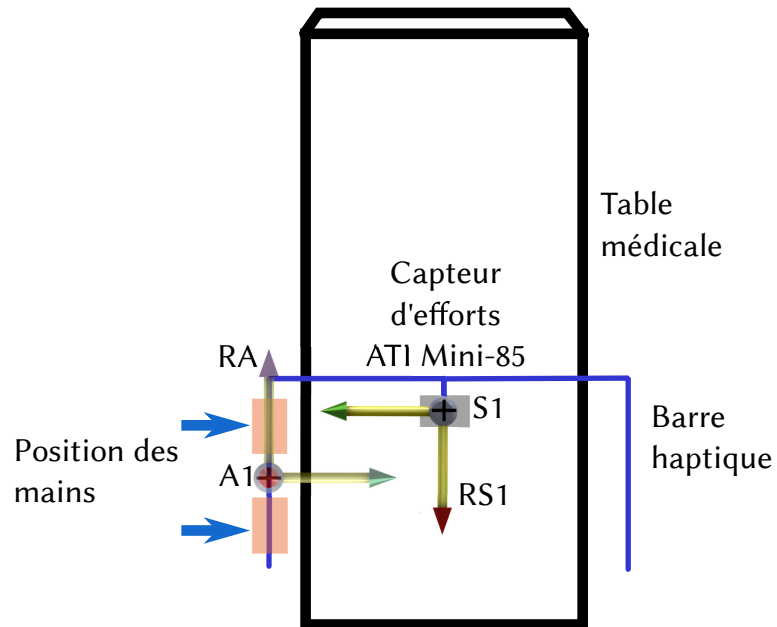 Table
médicale
Capteur
d'efforts
ATI Mini-85
RA
S1
Barre
haptique
Position des
mains
A1
RS1